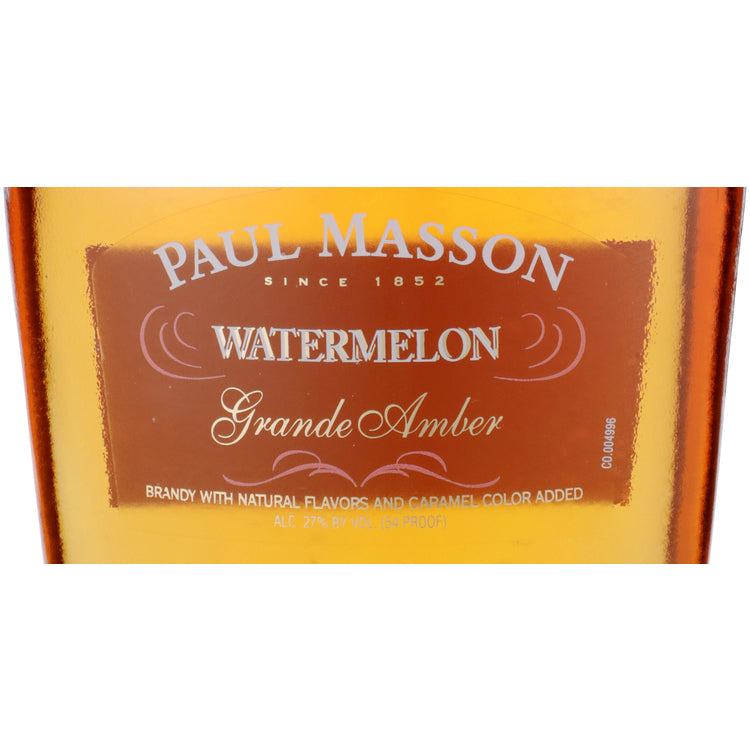 PAUL MASSON
SINCE 1852
WATERMELON
Grande Amber
CO.004996
BRANDY WITH NATURAL FLAVORS AND CARAMEL COLOR ADDED
ALC. 27% BY VOL. (54 PROOF)